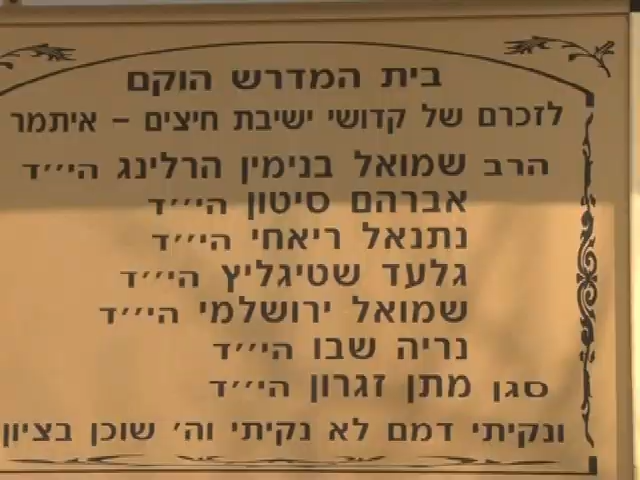 בית המדרש הוקם
לזכרם של קדושי ישיבת חיצים - איתמר
הרב שמואל בנימין הרלינג הי''ד
אברהם סיטון הי''ד
נתנאל ריאחי הי''ד
גלעד שטיגליץ הי''ד
שמואל ירושלמי הי''ד
נריה שבו הי''ד
סגן מתן זגרון הי''ד
ונקיתי דמם לא נקיתי וה' שוכן בציון